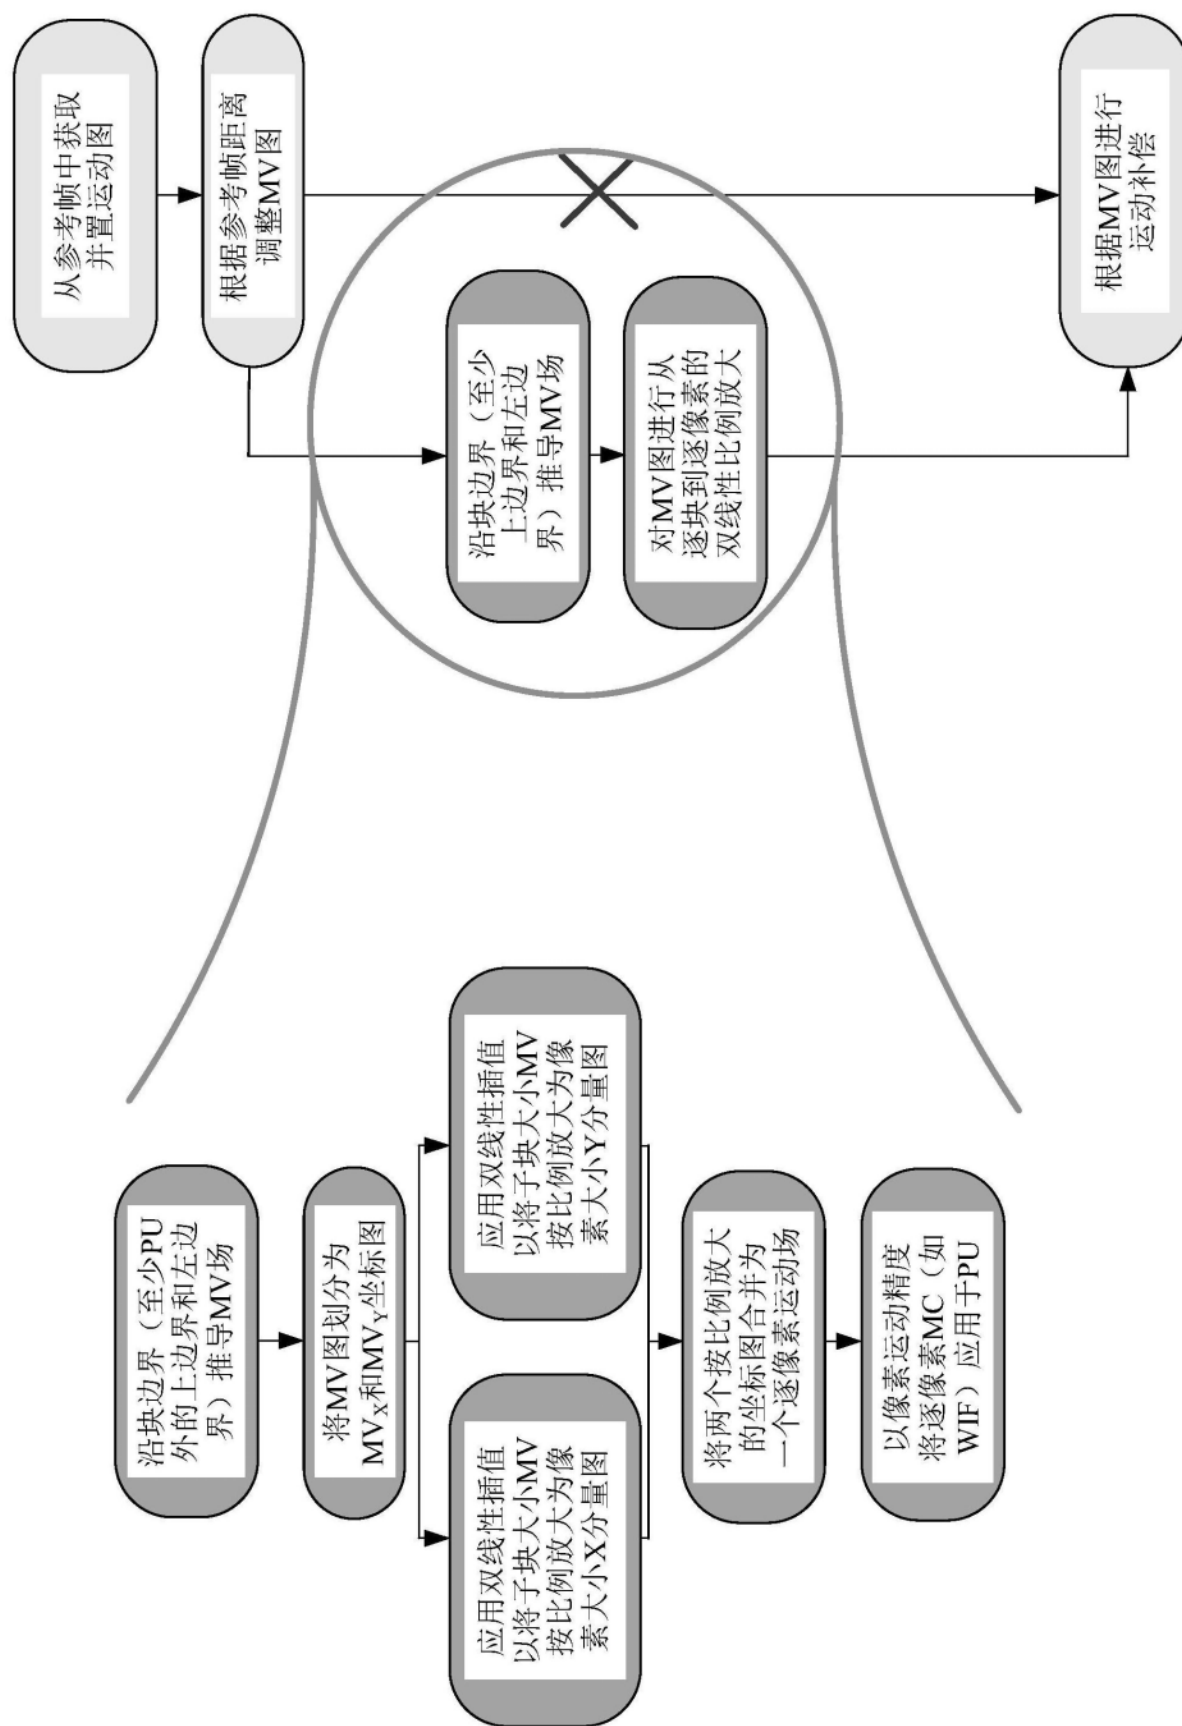 从参考帧中获取
并置运动图
根据参考帧距离
调整MV图
沿块边界（至少
上边界和左边
界）推导MV场
对MV图进行从
逐块到逐像素的
双线性比例放大
根据MV图进行
运动补偿
沿块边界（至少PU
外的上边界和左边
界）推导MV场
将MV图划分为
MVX和MVY坐标图
应用双线性插值
以将子块大小MV
按比例放大为像
素大小X分量图
应用双线性插值
以将子块大小MV
按比例放大为像
素大小Y分量图
将两个按比例放大
的坐标图合并为
一个逐像素运动场
以像素运动精度
将逐像素MC（如
WIF）应用于PU